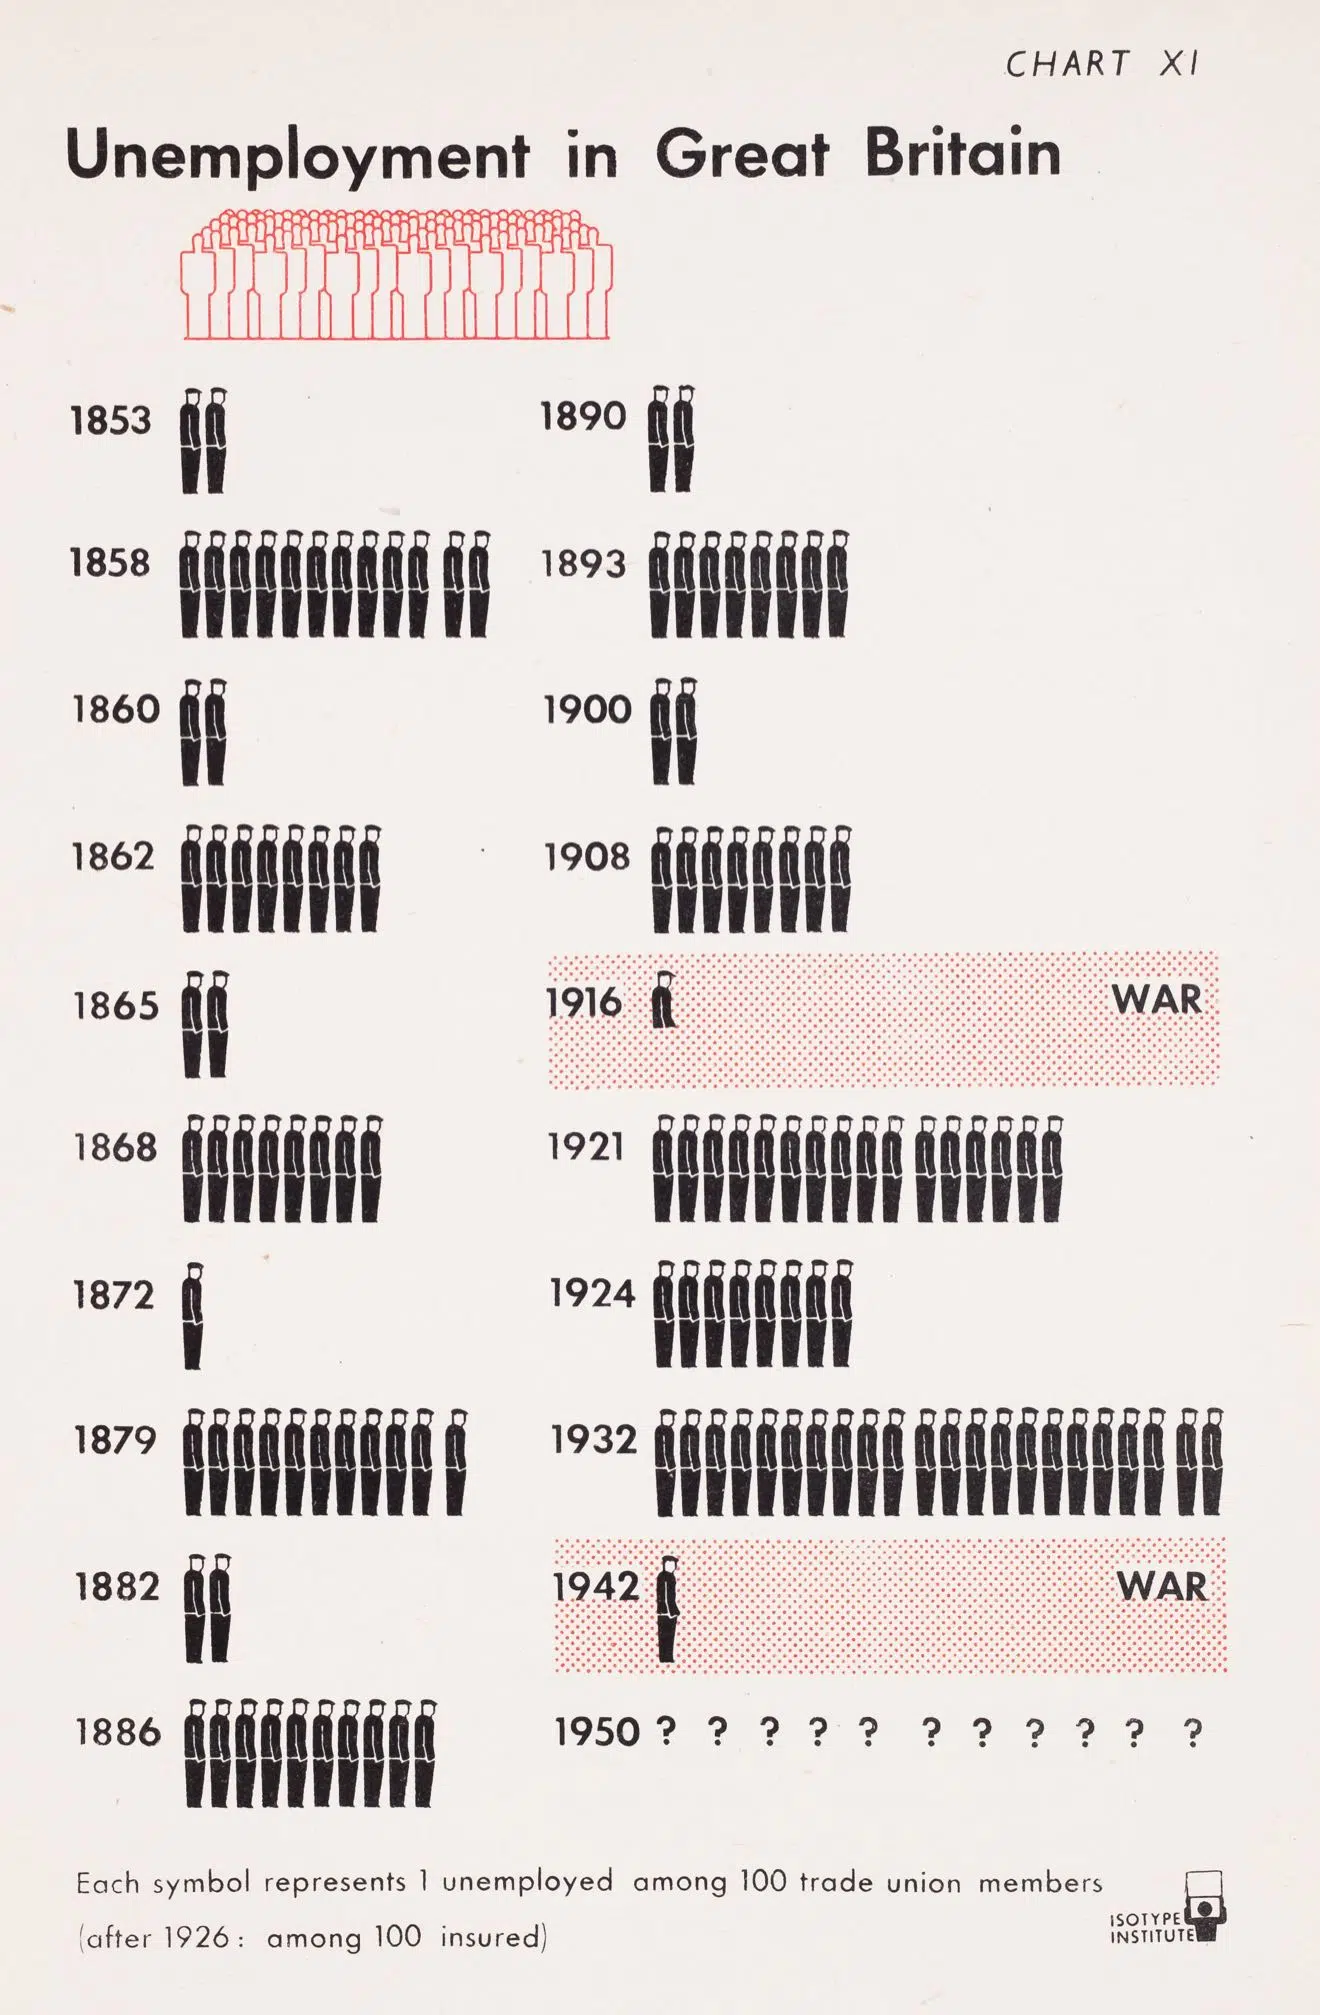 CHART XI
Unemployment in Great Britain
1853
1858
1860
1862
1865
1868
1872
1879
1882
1886
1890
1893
1900
1908
1916 WAR
1921
1924
1932
1942 WAR
1950 ? ? ? ? ? ? ? ? ? ? ?
Each symbol represents 1 unemployed among 100 trade union members
(after 1926: among 100 insured)
ISOTYPE
INSTITUTE